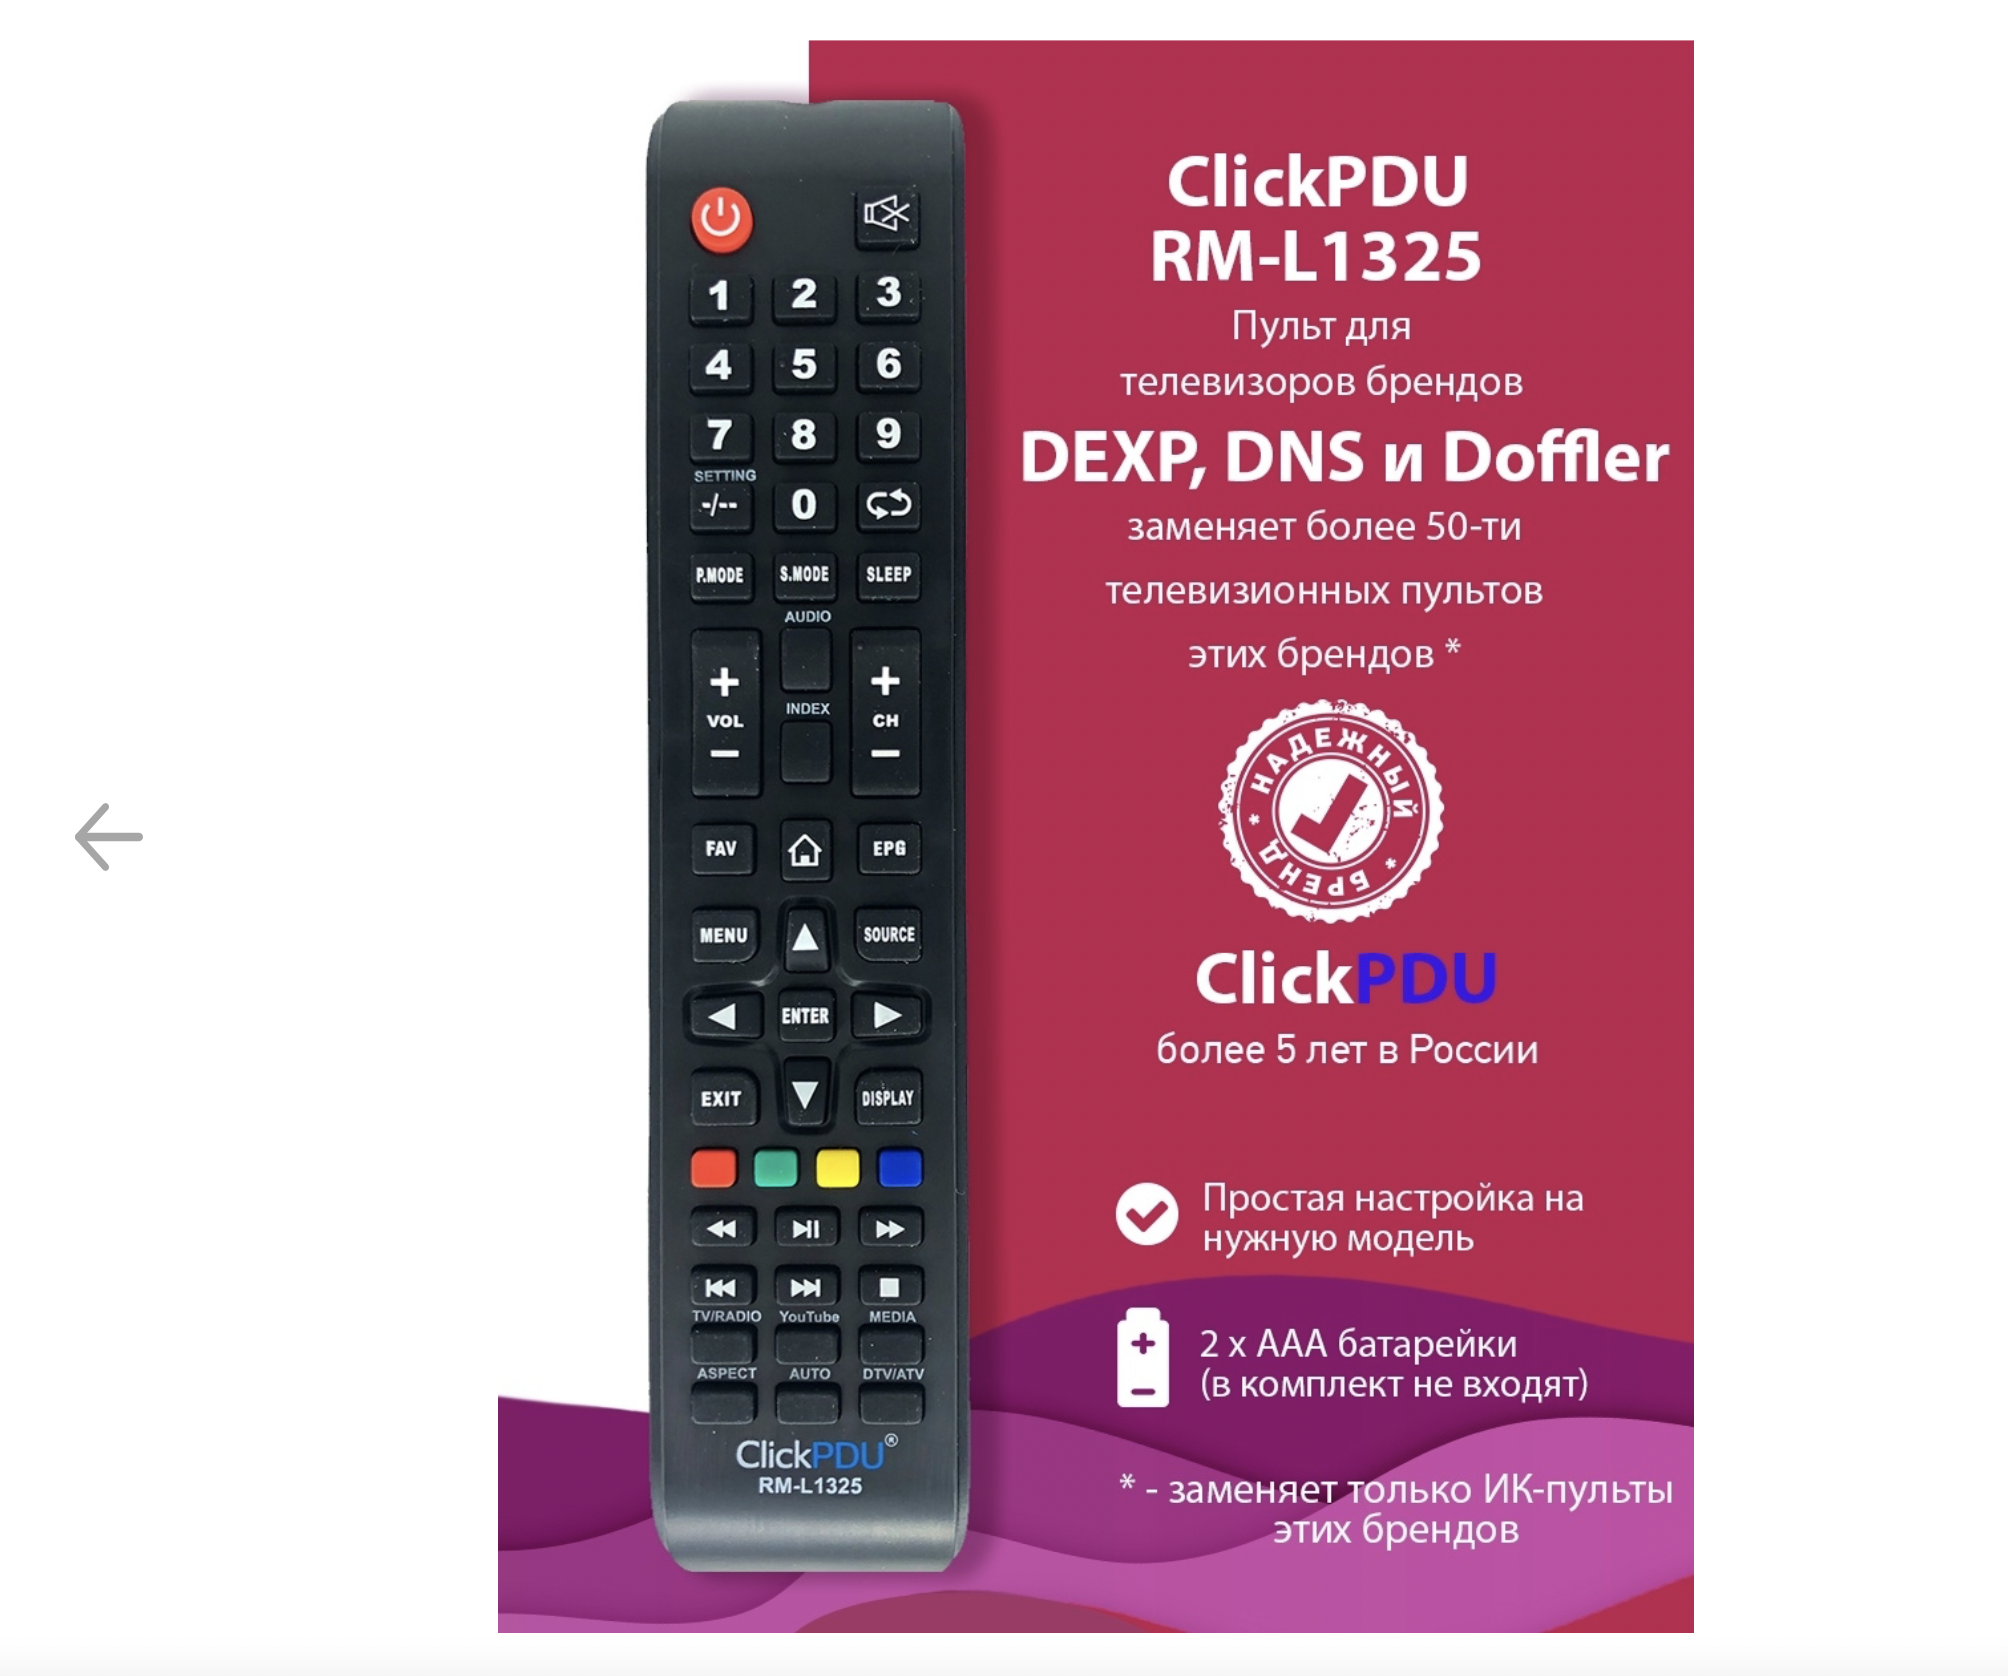 ClickPDU
RM-L1325
Пульт для
телевизоров брендов
DEXP, DNS и Doffler
заменяет более 50-ти
телевизионных пультов
этих брендов *
НАДЕЖНЫЙ
* БРЕНД *
ClickPDU
более 5 лет в России
Простая настройка на
нужную модель
+
-
2 x AAA батарейки
(в комплект не входят)
* - заменяет только ИК-пульты
этих брендов
1 2 3
4 5 6
7 8 9
SETTING
-/-- 0
P.MODE S.MODE SLEEP
AUDIO
+ +
VOL INDEX CH
- -
FAV EPG
MENU SOURCE
ENTER
EXIT DISPLAY
TV/RADIO YouTube MEDIA
ASPECT AUTO DTV/ATV
ClickPDU®
RM-L1325